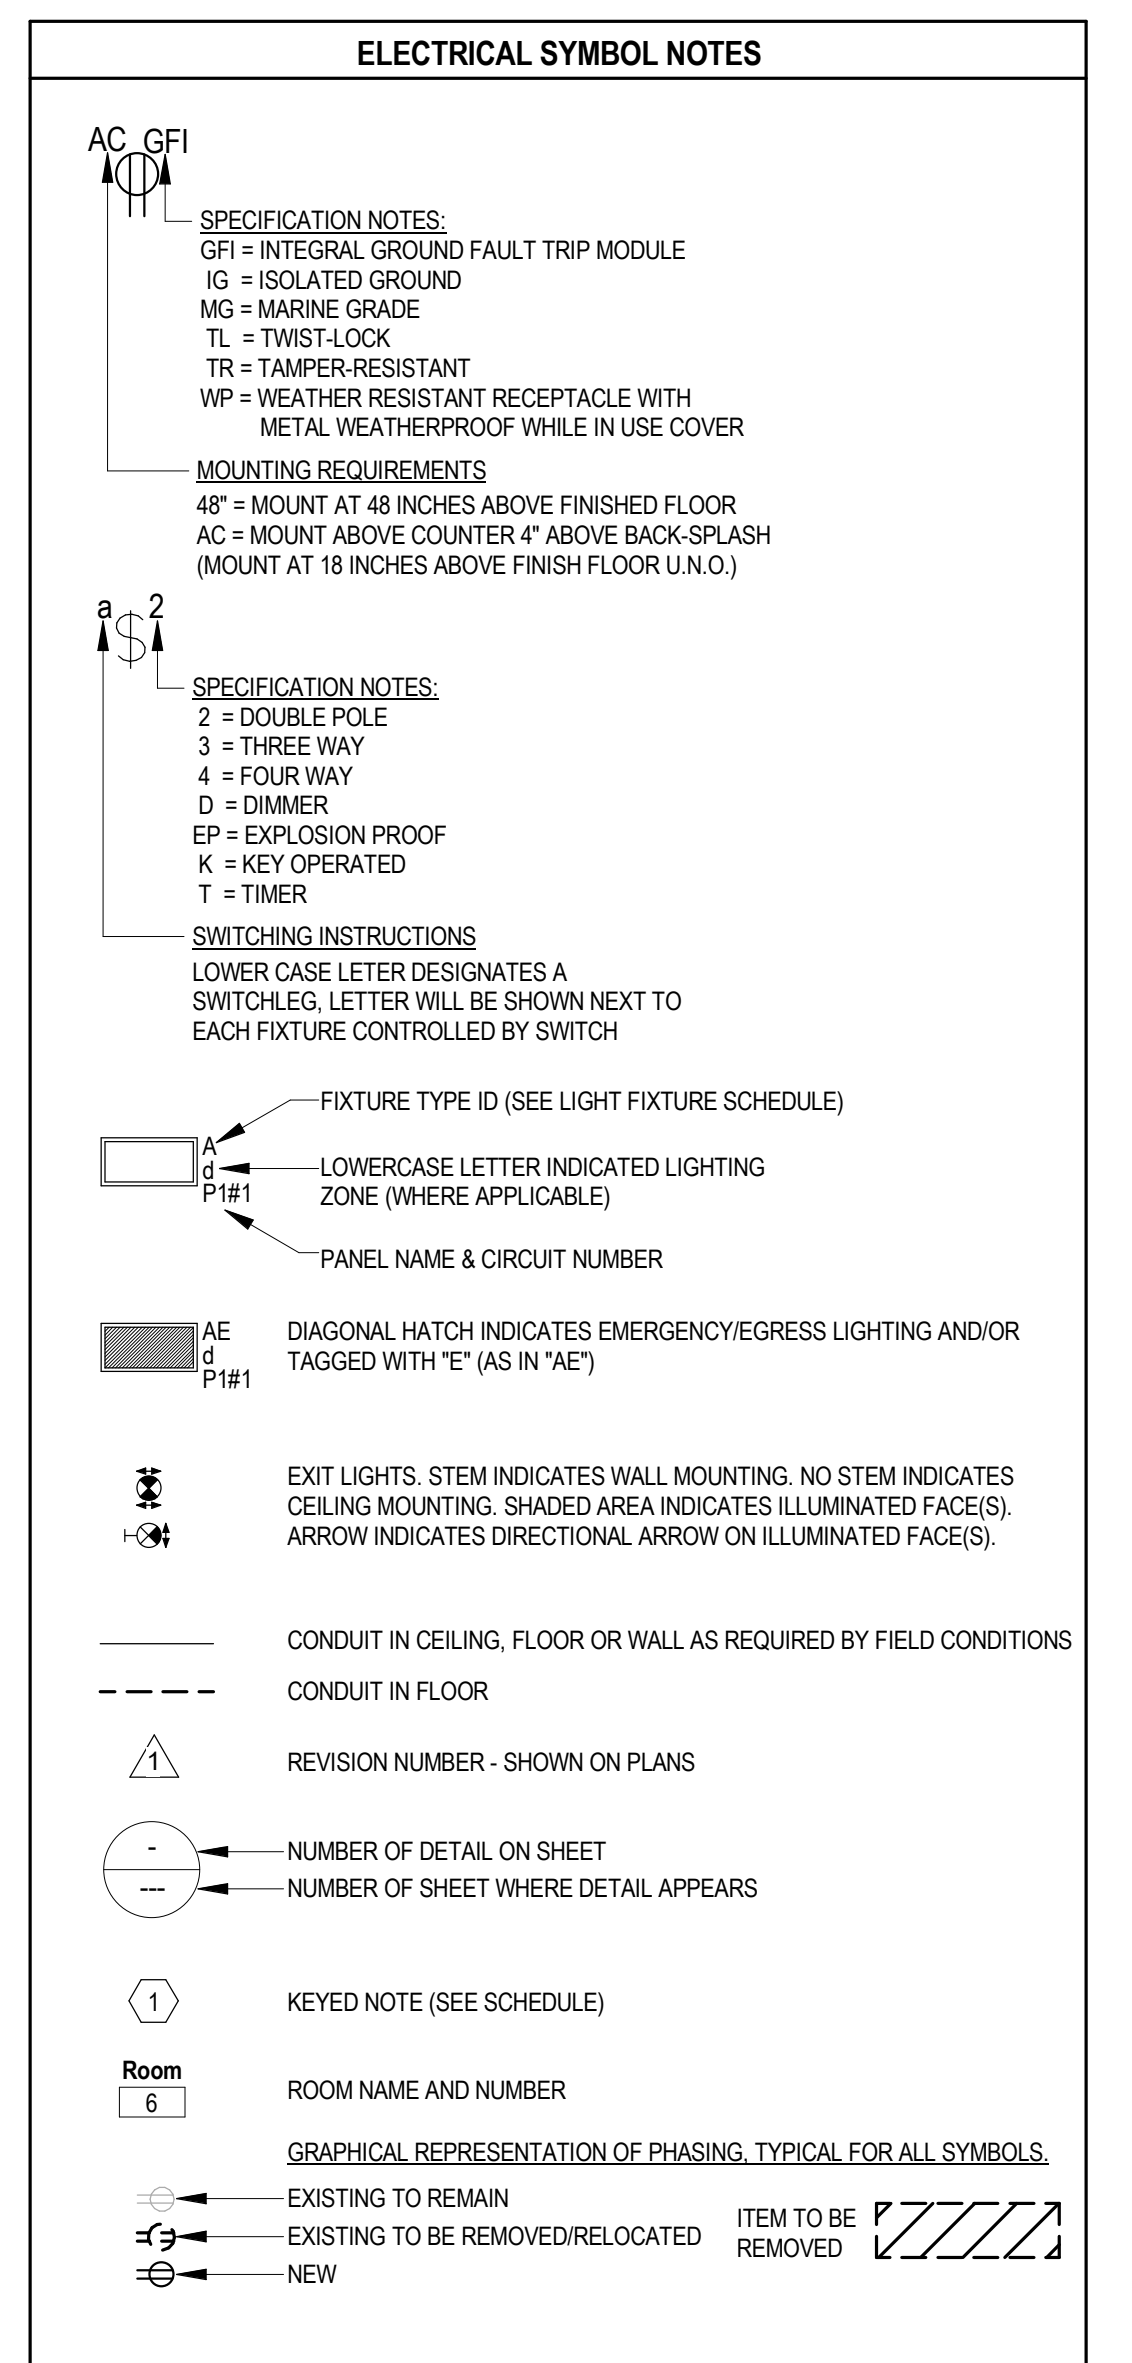 ELECTRICAL SYMBOL NOTES
AC GFI
SPECIFICATION NOTES:
GFI = INTEGRAL GROUND FAULT TRIP MODULE
IG = ISOLATED GROUND
MG = MARINE GRADE
TL = TWIST-LOCK
TR = TAMPER-RESISTANT
WP = WEATHER RESISTANT RECEPTACLE WITH
METAL WEATHERPROOF WHILE IN USE COVER
MOUNTING REQUIREMENTS
48" = MOUNT AT 48 INCHES ABOVE FINISHED FLOOR
AC = MOUNT ABOVE COUNTER 4" ABOVE BACK-SPLASH
(MOUNT AT 18 INCHES ABOVE FINISH FLOOR U.N.O.)
a $ 2
SPECIFICATION NOTES:
2 = DOUBLE POLE
3 = THREE WAY
4 = FOUR WAY
D = DIMMER
EP = EXPLOSION PROOF
K = KEY OPERATED
T = TIMER
SWITCHING INSTRUCTIONS
LOWER CASE LETER DESIGNATES A
SWITCHLEG, LETTER WILL BE SHOWN NEXT TO
EACH FIXTURE CONTROLLED BY SWITCH
FIXTURE TYPE ID (SEE LIGHT FIXTURE SCHEDULE)
A
d
P1#1
LOWERCASE LETTER INDICATED LIGHTING
ZONE (WHERE APPLICABLE)
PANEL NAME & CIRCUIT NUMBER
AE
d
P1#1
DIAGONAL HATCH INDICATES EMERGENCY/EGRESS LIGHTING AND/OR
TAGGED WITH "E" (AS IN "AE")
EXIT LIGHTS. STEM INDICATES WALL MOUNTING. NO STEM INDICATES
CEILING MOUNTING. SHADED AREA INDICATES ILLUMINATED FACE(S).
ARROW INDICATES DIRECTIONAL ARROW ON ILLUMINATED FACE(S).
CONDUIT IN CEILING, FLOOR OR WALL AS REQUIRED BY FIELD CONDITIONS
CONDUIT IN FLOOR
1
REVISION NUMBER - SHOWN ON PLANS
-
NUMBER OF DETAIL ON SHEET
---
NUMBER OF SHEET WHERE DETAIL APPEARS
1
KEYED NOTE (SEE SCHEDULE)
Room
6
ROOM NAME AND NUMBER
GRAPHICAL REPRESENTATION OF PHASING, TYPICAL FOR ALL SYMBOLS.
EXISTING TO REMAIN
EXISTING TO BE REMOVED/RELOCATED
NEW
ITEM TO BE
REMOVED